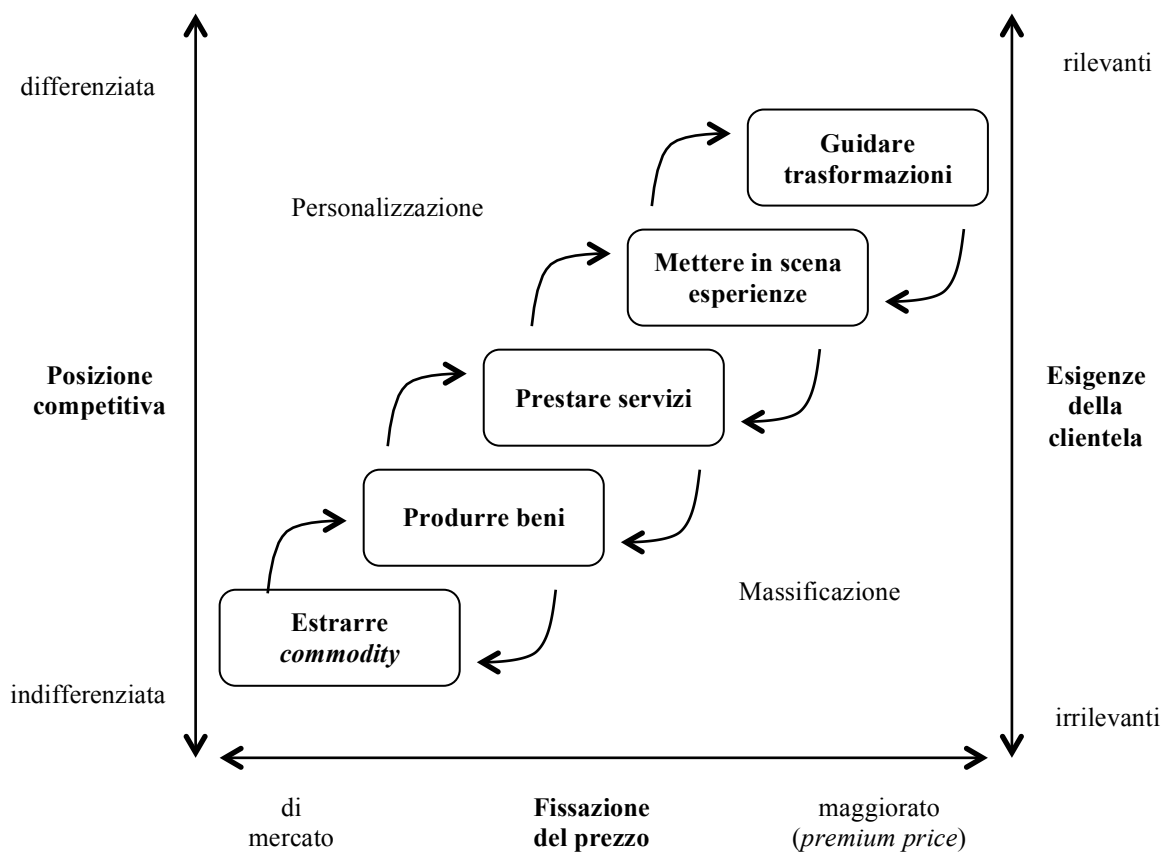 differenziata
rilevanti
Guidare
trasformazioni
Personalizzazione
Mettere in scena
esperienze
Posizione
competitiva
Prestare servizi
Esigenze
della
clientela
Produrre beni
Massificazione
Estrarre
commodity
indifferenziata
irrilevanti
di
mercato
Fissazione
del prezzo
maggiorato
(premium price)